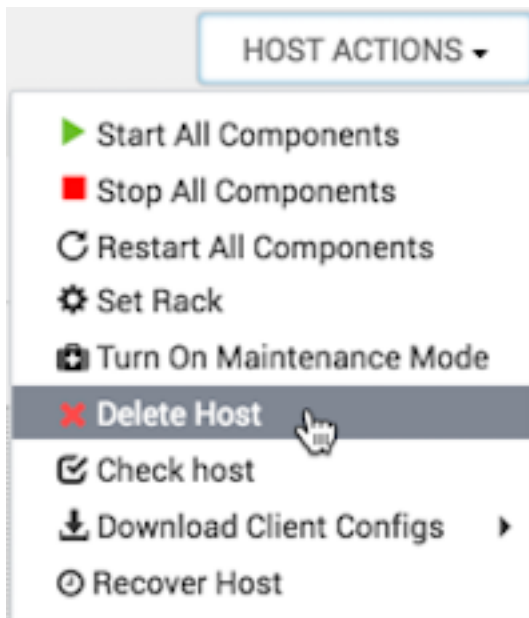 HOST ACTIONS
Start All Components
Stop All Components
Restart All Components
Set Rack
Turn On Maintenance Mode
Delete Host
Check host
Download Client Configs
Recover Host